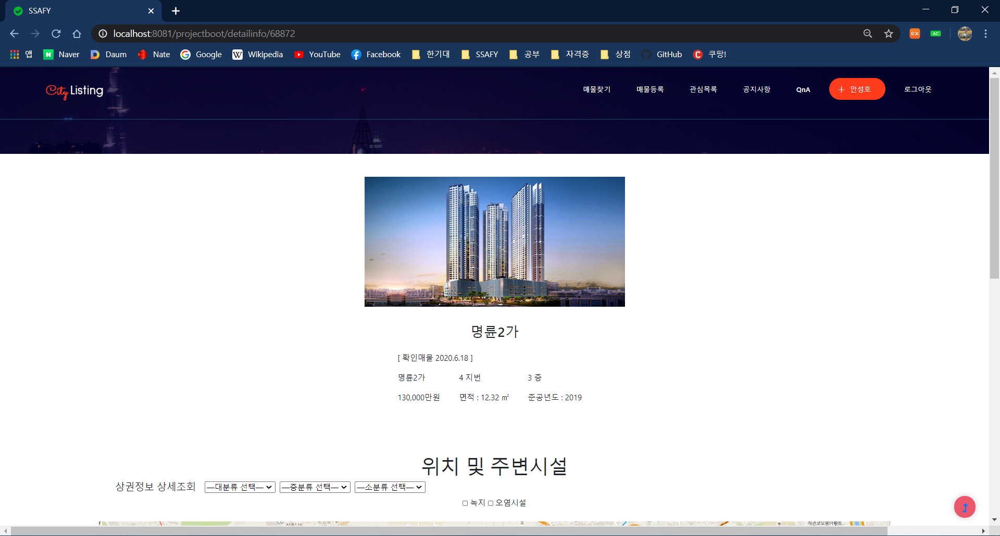 SSAFY
localhost:8081/projectboot/detailinfo/68872
EX AC
앱 Naver Daum Nate Google Wikipedia YouTube Facebook 한기대 SSAFY 공부 자격증 상점 GitHub 쿠팡!
City Listing 매물찾기 매물등록 관심목록 공지사항 QnA + 안성호 로그아웃
명륜2가
[ 확인매물 2020.6.18 ]
명륜2가 4 지번 3 층
130,000만원 면적 : 12.32 ㎡ 준공년도 : 2019
위치 및 주변시설
상권정보 상세조회 —대분류 선택— —중분류 선택— —소분류 선택—
녹지 오염시설